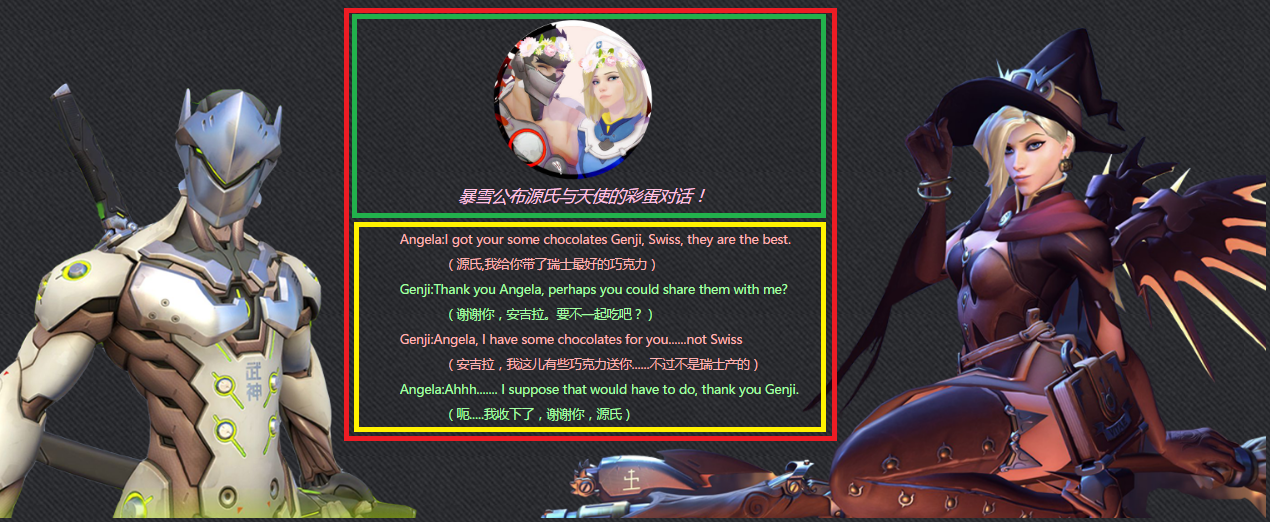 暴雪公布源氏与天使的彩蛋对话！
Angela:I got your some chocolates Genji, Swiss, they are the best.
（源氏,我给你带了瑞士最好的巧克力）
Genji:Thank you Angela, perhaps you could share them with me?
（谢谢你，安吉拉。要不一起吃吧？）
Genji:Angela, I have some chocolates for you......not Swiss
（安吉拉，我这儿有些巧克力送你......不过不是瑞士产的）
Angela:Ahhh....... I suppose that would have to do, thank you Genji.
（呃.....我收下了，谢谢你，源氏）
武神